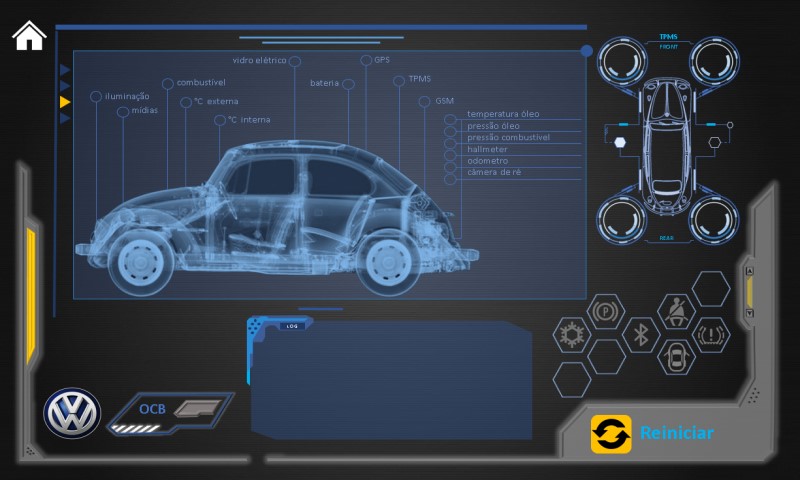 vidro elétrico
GPS
combustível
bateria
TPMS
iluminação
°C externa
GSM
mídias
°C interna
temperatura óleo
pressão óleo
pressão combustível
hallmeter
odometro
câmera de ré
TPMS
FRONT
REAR
LOG
P
OCB
Reiniciar